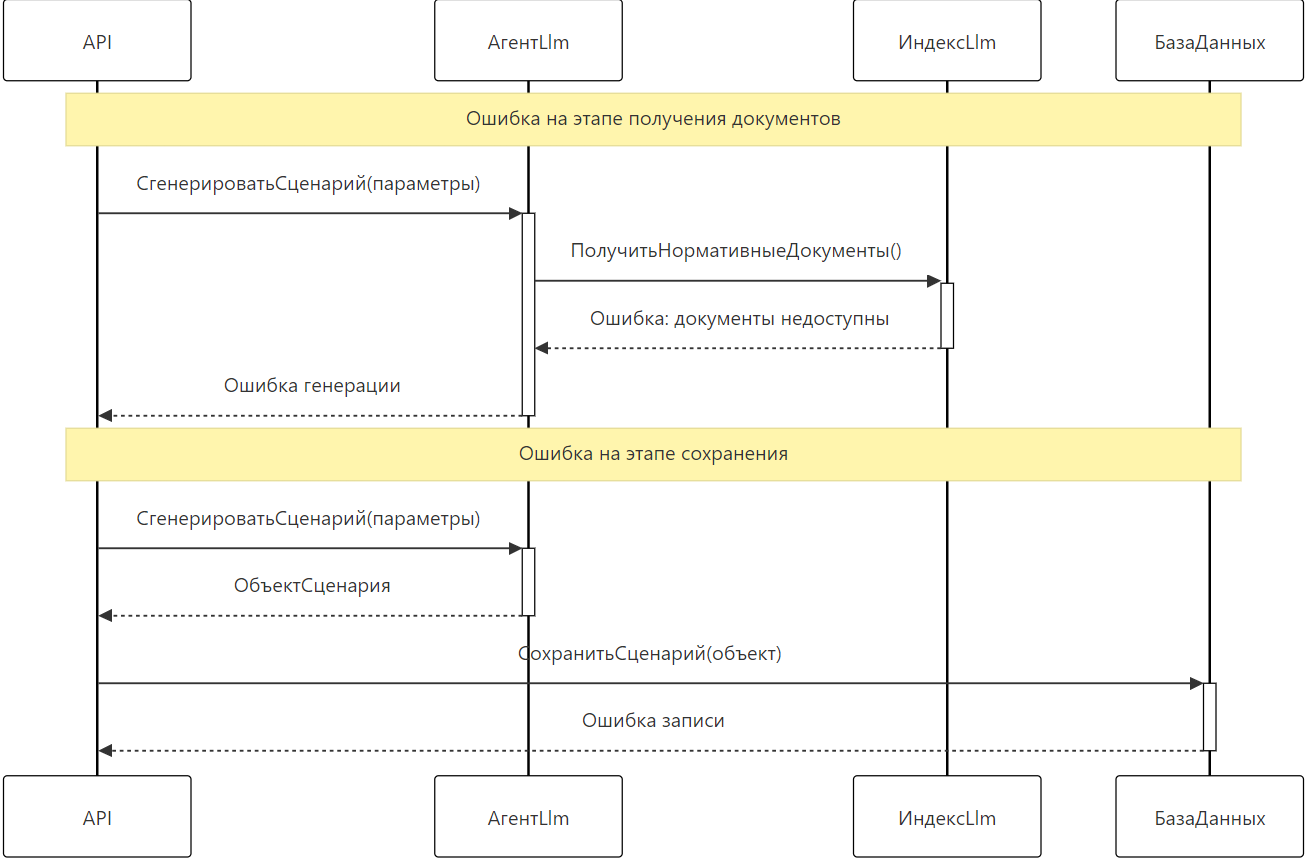 API
АгентLlm
ИндексLlm
БазаДанных
Ошибка на этапе получения документов
СгенерироватьСценарий(параметры)
ПолучитьНормативныеДокументы()
Ошибка: документы недоступны
Ошибка генерации
Ошибка на этапе сохранения
СгенерироватьСценарий(параметры)
ОбъектСценария
СохранитьСценарий(объект)
Ошибка записи
API
АгентLlm
ИндексLlm
БазаДанных